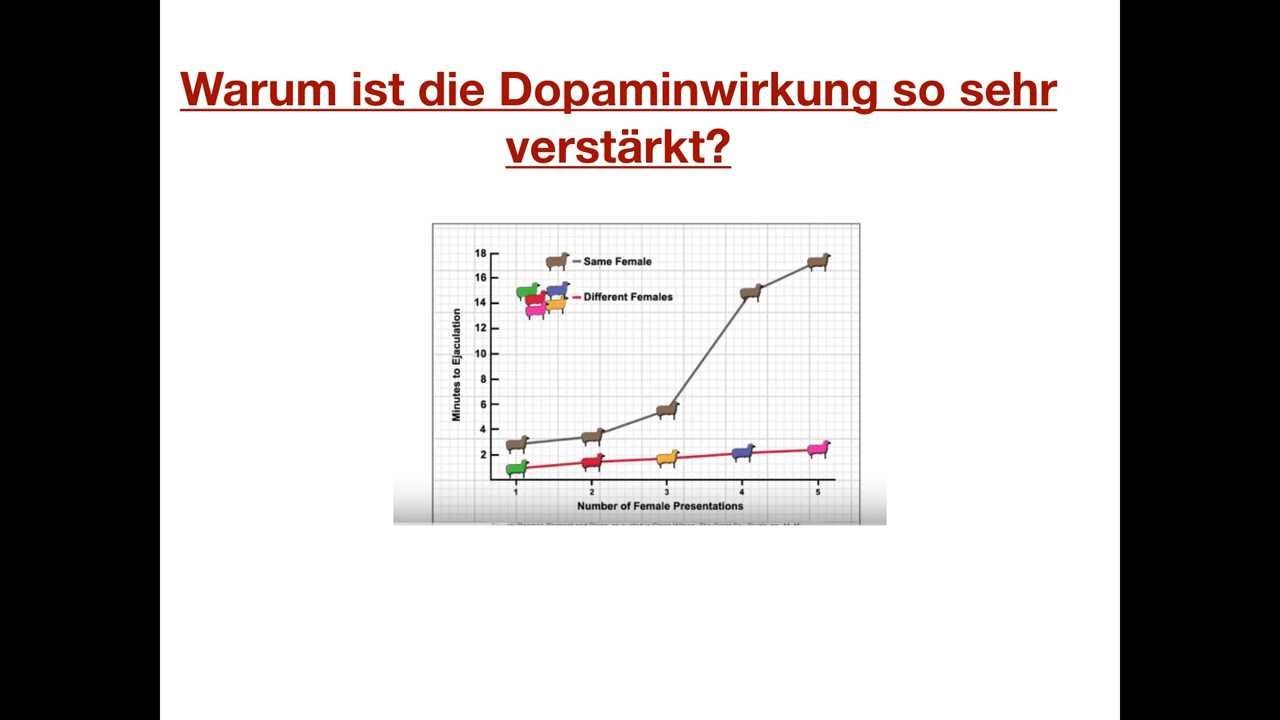 Warum ist die Dopaminwirkung so sehr
verstärkt?
18
Same Female
16
14
Different Females
12
10
8
6
4
2
Minutes to Ejaculation
1 2 3 4 5
Number of Female Presentations